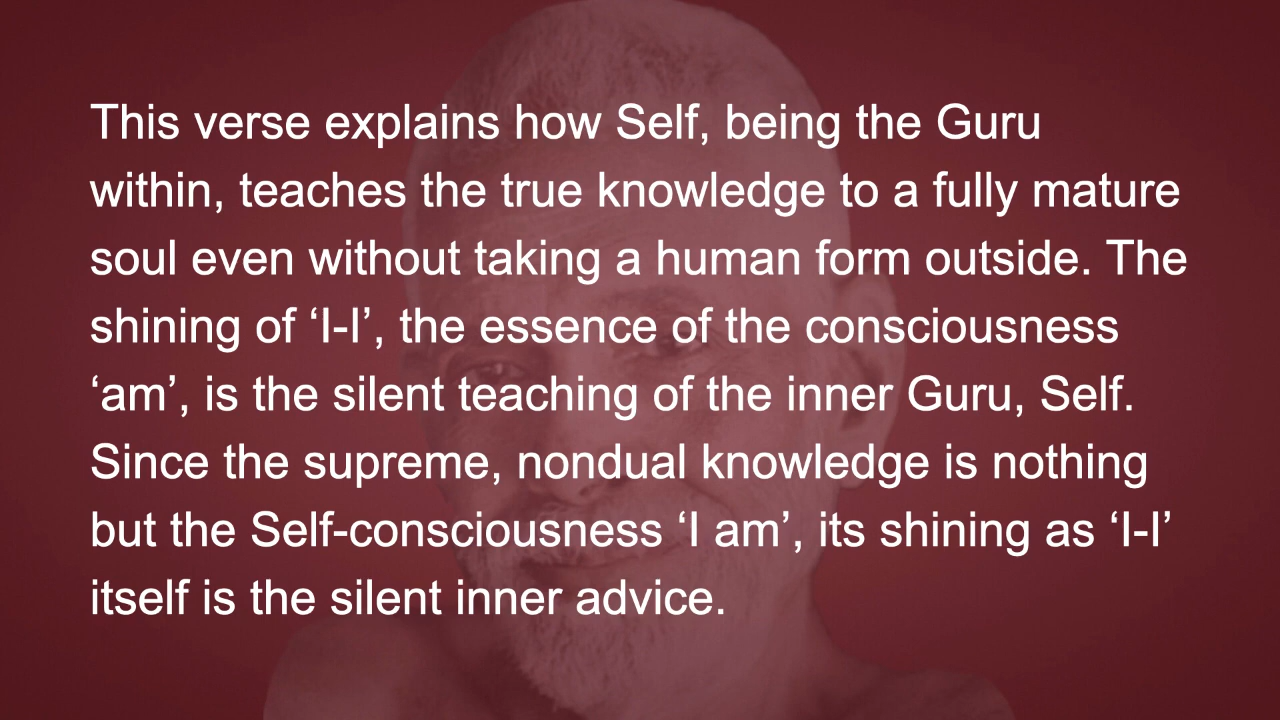 This verse explains how Self, being the Guru
within, teaches the true knowledge to a fully mature
soul even without taking a human form outside. The
shining of ‘I-I’, the essence of the consciousness
‘am’, is the silent teaching of the inner Guru, Self.
Since the supreme, nondual knowledge is nothing
but the Self-consciousness ‘I am’, its shining as ‘I-I’
itself is the silent inner advice.